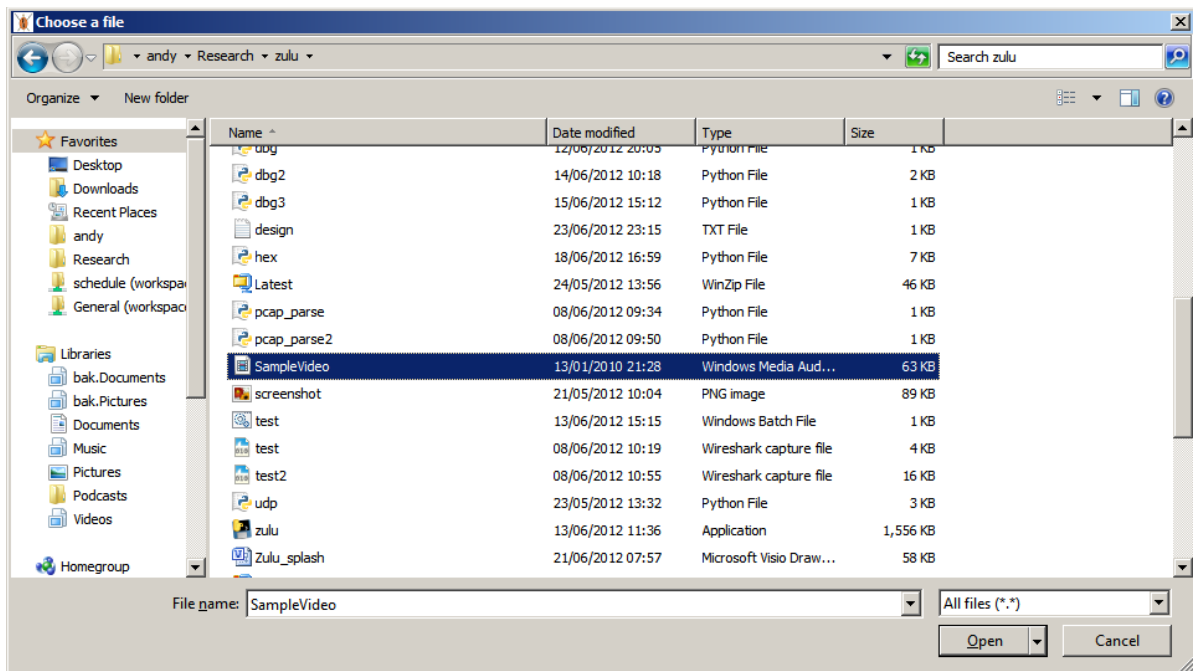 Choose a file
andy Research zulu
Search zulu
Organize New folder
Name Date modified Type Size
Favorites
Desktop
Downloads
Recent Places
andy
Research
schedule (workspa
General (workspac
Libraries
bak.Documents
bak.Pictures
Documents
Music
Pictures
Podcasts
Videos
Homegroup
dbg 12/06/2012 20:05 Python File 1 KB
dbg2 14/06/2012 10:18 Python File 2 KB
dbg3 15/06/2012 15:12 Python File 1 KB
design 23/06/2012 23:15 TXT File 1 KB
hex 18/06/2012 16:59 Python File 7 KB
Latest 24/05/2012 13:56 WinZip File 46 KB
pcap_parse 08/06/2012 09:34 Python File 1 KB
pcap_parse2 08/06/2012 09:50 Python File 1 KB
SampleVideo 13/01/2010 21:28 Windows Media Aud... 63 KB
screenshot 21/05/2012 10:04 PNG image 89 KB
test 13/06/2012 15:15 Windows Batch File 1 KB
test 08/06/2012 10:19 Wireshark capture file 4 KB
test2 08/06/2012 10:55 Wireshark capture file 16 KB
udp 23/05/2012 13:32 Python File 3 KB
zulu 13/06/2012 11:36 Application 1,556 KB
Zulu_splash 21/06/2012 07:57 Microsoft Visio Draw... 58 KB
File name: SampleVideo All files (*.*)
Open Cancel